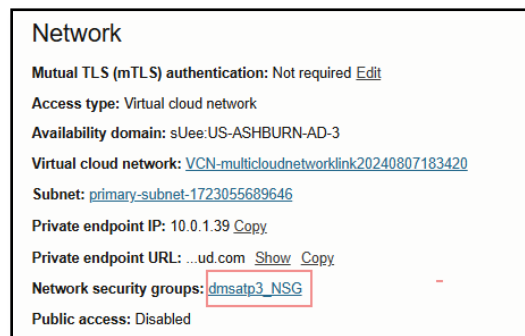 Network
Mutual TLS (mTLS) authentication: Not required Edit
Access type: Virtual cloud network
Availability domain: sUee:US-ASHBURN-AD-3
Virtual cloud network: VCN-multicloudnetworklink20240807183420
Subnet: primary-subnet-1723055689646
Private endpoint IP: 10.0.1.39 Copy
Private endpoint URL: ...ud.com Show Copy
Network security groups: dmsatp3_NSG
Public access: Disabled